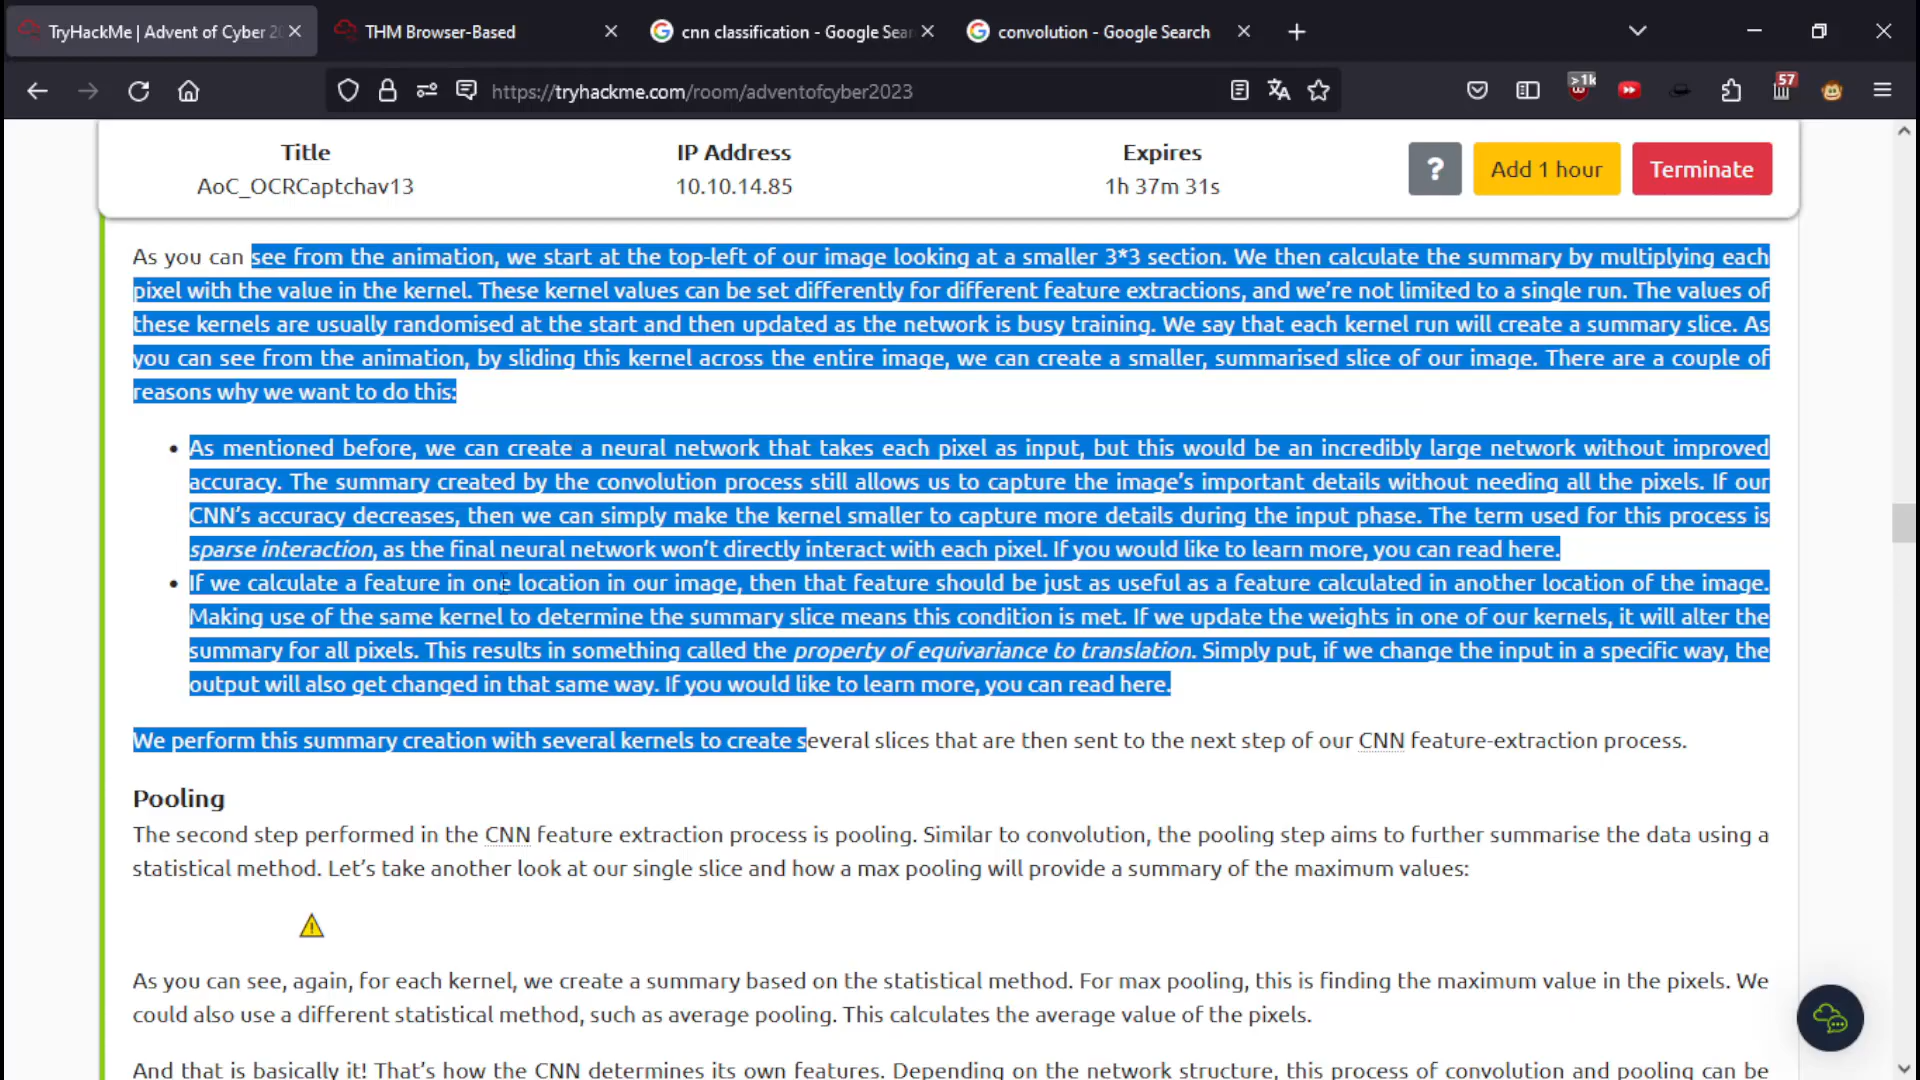 TryHackMe | Advent of Cyber 20
THM Browser-Based
cnn classification - Google Sear
convolution - Google Search
https://tryhackme.com/room/adventofcyber2023
>1k
57
Title
IP Address
Expires
AoC_OCRCaptchav13
10.10.14.85
1h 37m 31s
?
Add 1 hour
Terminate
As you can see from the animation, we start at the top-left of our image looking at a smaller 3*3 section. We then calculate the summary by multiplying each
pixel with the value in the kernel. These kernel values can be set differently for different feature extractions, and we’re not limited to a single run. The values of
these kernels are usually randomised at the start and then updated as the network is busy training. We say that each kernel run will create a summary slice. As
you can see from the animation, by sliding this kernel across the entire image, we can create a smaller, summarised slice of our image. There are a couple of
reasons why we want to do this:
• As mentioned before, we can create a neural network that takes each pixel as input, but this would be an incredibly large network without improved
accuracy. The summary created by the convolution process still allows us to capture the image’s important details without needing all the pixels. If our
CNN’s accuracy decreases, then we can simply make the kernel smaller to capture more details during the input phase. The term used for this process is
sparse interaction, as the final neural network won’t directly interact with each pixel. If you would like to learn more, you can read here.
• If we calculate a feature in one location in our image, then that feature should be just as useful as a feature calculated in another location of the image.
Making use of the same kernel to determine the summary slice means this condition is met. If we update the weights in one of our kernels, it will alter the
summary for all pixels. This results in something called the property of equivariance to translation. Simply put, if we change the input in a specific way, the
output will also get changed in that same way. If you would like to learn more, you can read here.
We perform this summary creation with several kernels to create several slices that are then sent to the next step of our CNN feature-extraction process.
Pooling
The second step performed in the CNN feature extraction process is pooling. Similar to convolution, the pooling step aims to further summarise the data using a
statistical method. Let’s take another look at our single slice and how a max pooling will provide a summary of the maximum values:
As you can see, again, for each kernel, we create a summary based on the statistical method. For max pooling, this is finding the maximum value in the pixels. We
could also use a different statistical method, such as average pooling. This calculates the average value of the pixels.
And that is basically it! That’s how the CNN determines its own features. Depending on the network structure, this process of convolution and pooling can be